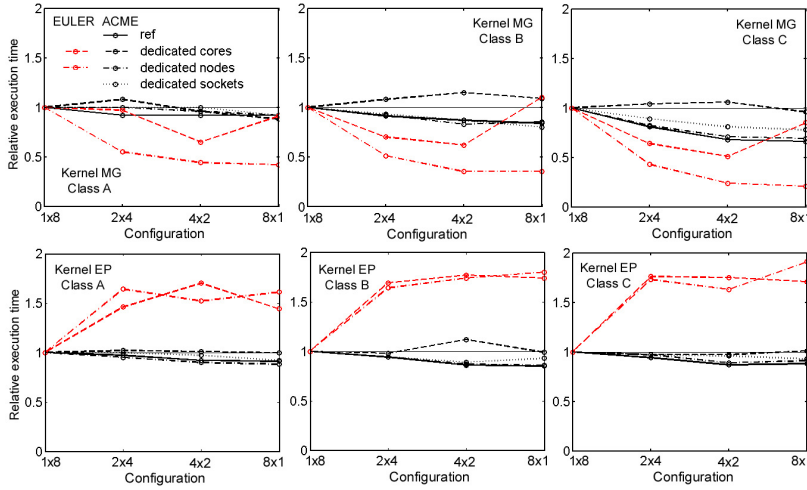 EULER ACME
ref
dedicated cores
dedicated nodes
dedicated sockets
Kernel MG
Class A
Relative execution time
2
1.5
1
0.5
0
1x8 2x4 4x2 8x1
Configuration
Kernel MG
Class B
2
1.5
1
0.5
0
1x8 2x4 4x2 8x1
Configuration
Kernel MG
Class C
2
1.5
1
0.5
0
1x8 2x4 4x2 8x1
Configuration
Kernel EP
Class A
Relative execution time
2
1.5
1
0.5
0
1x8 2x4 4x2 8x1
Configuration
Kernel EP
Class B
2
1.5
1
0.5
0
1x8 2x4 4x2 8x1
Configuration
Kernel EP
Class C
2
1.5
1
0.5
0
1x8 2x4 4x2 8x1
Configuration